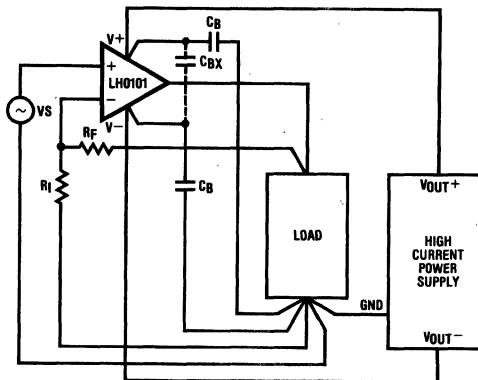 V+
CB
+
CBX
LH0101
VS
−
V−
RF
RI
CB
LOAD
VOUT+
HIGH
CURRENT
POWER
SUPPLY
GND
VOUT−